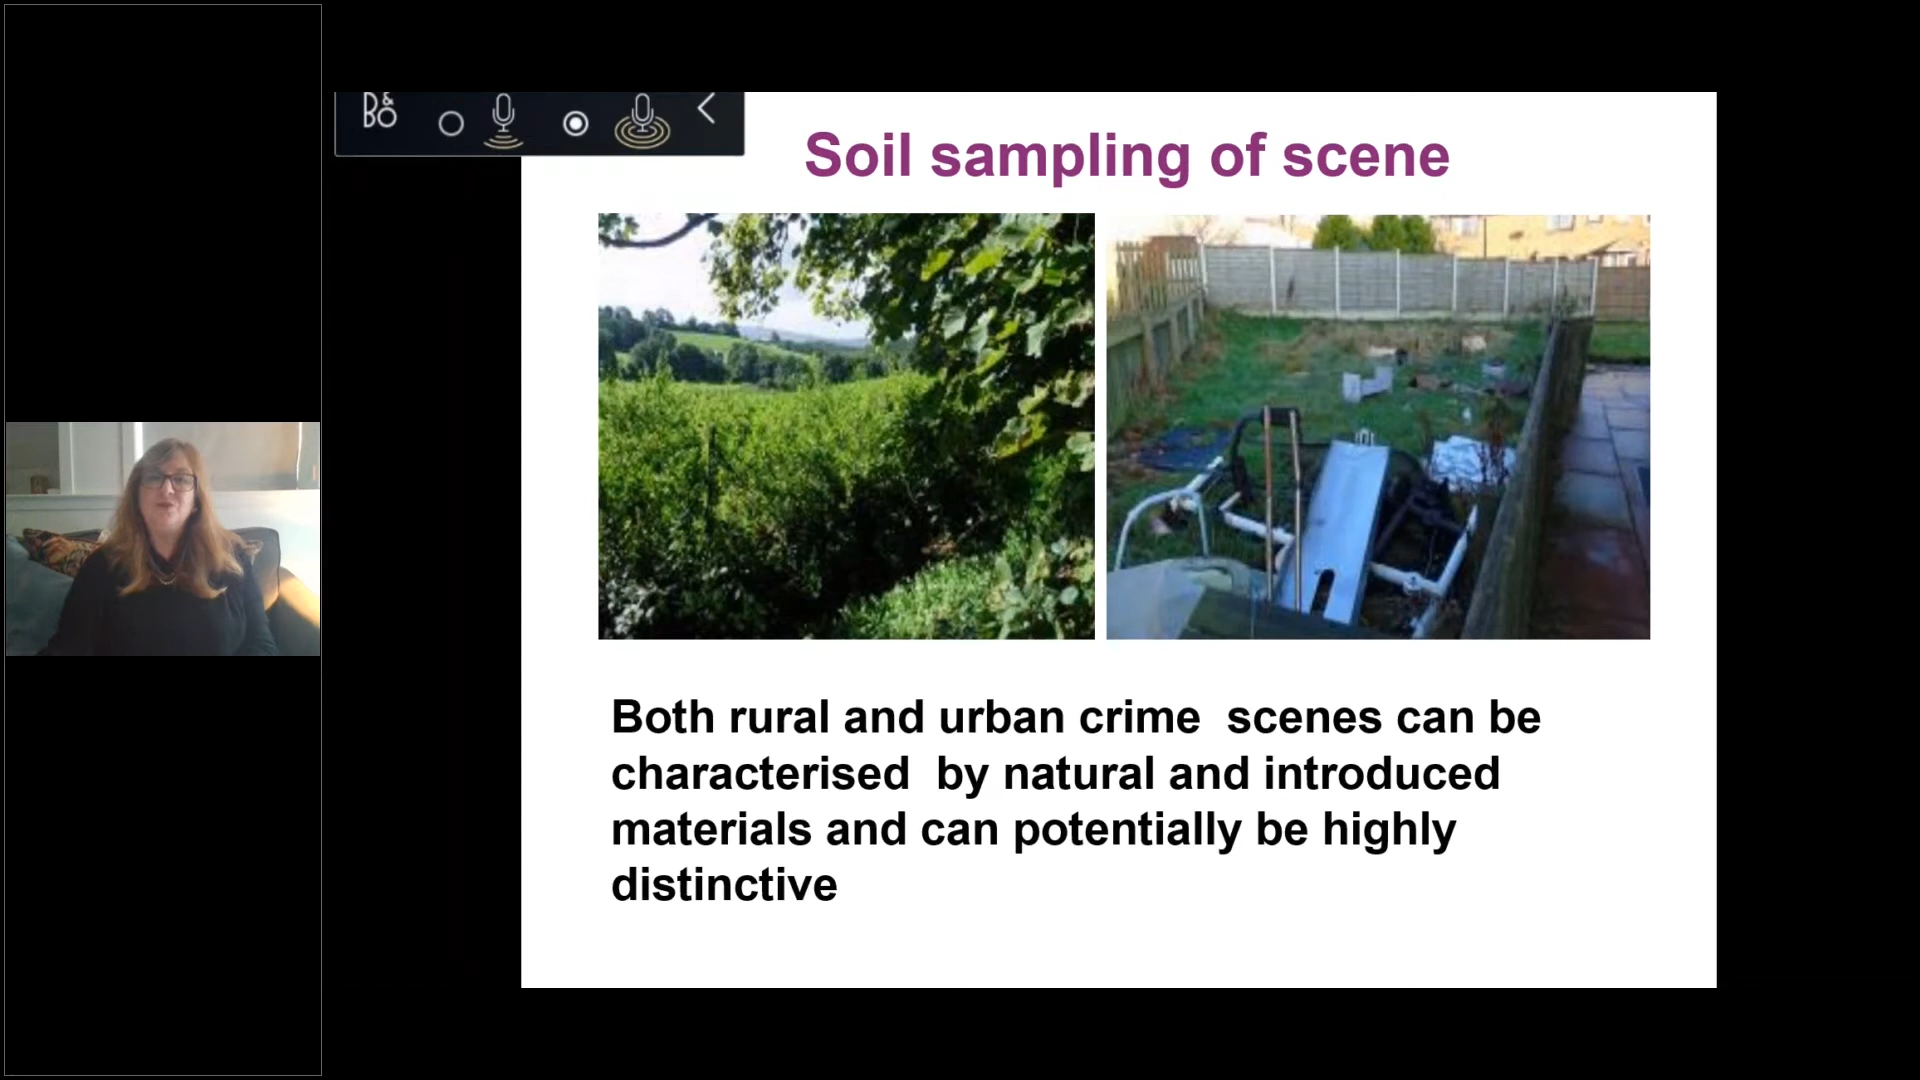 B&O
Soil sampling of scene
Both rural and urban crime  scenes can be
characterised  by natural and introduced
materials and can potentially be highly
distinctive